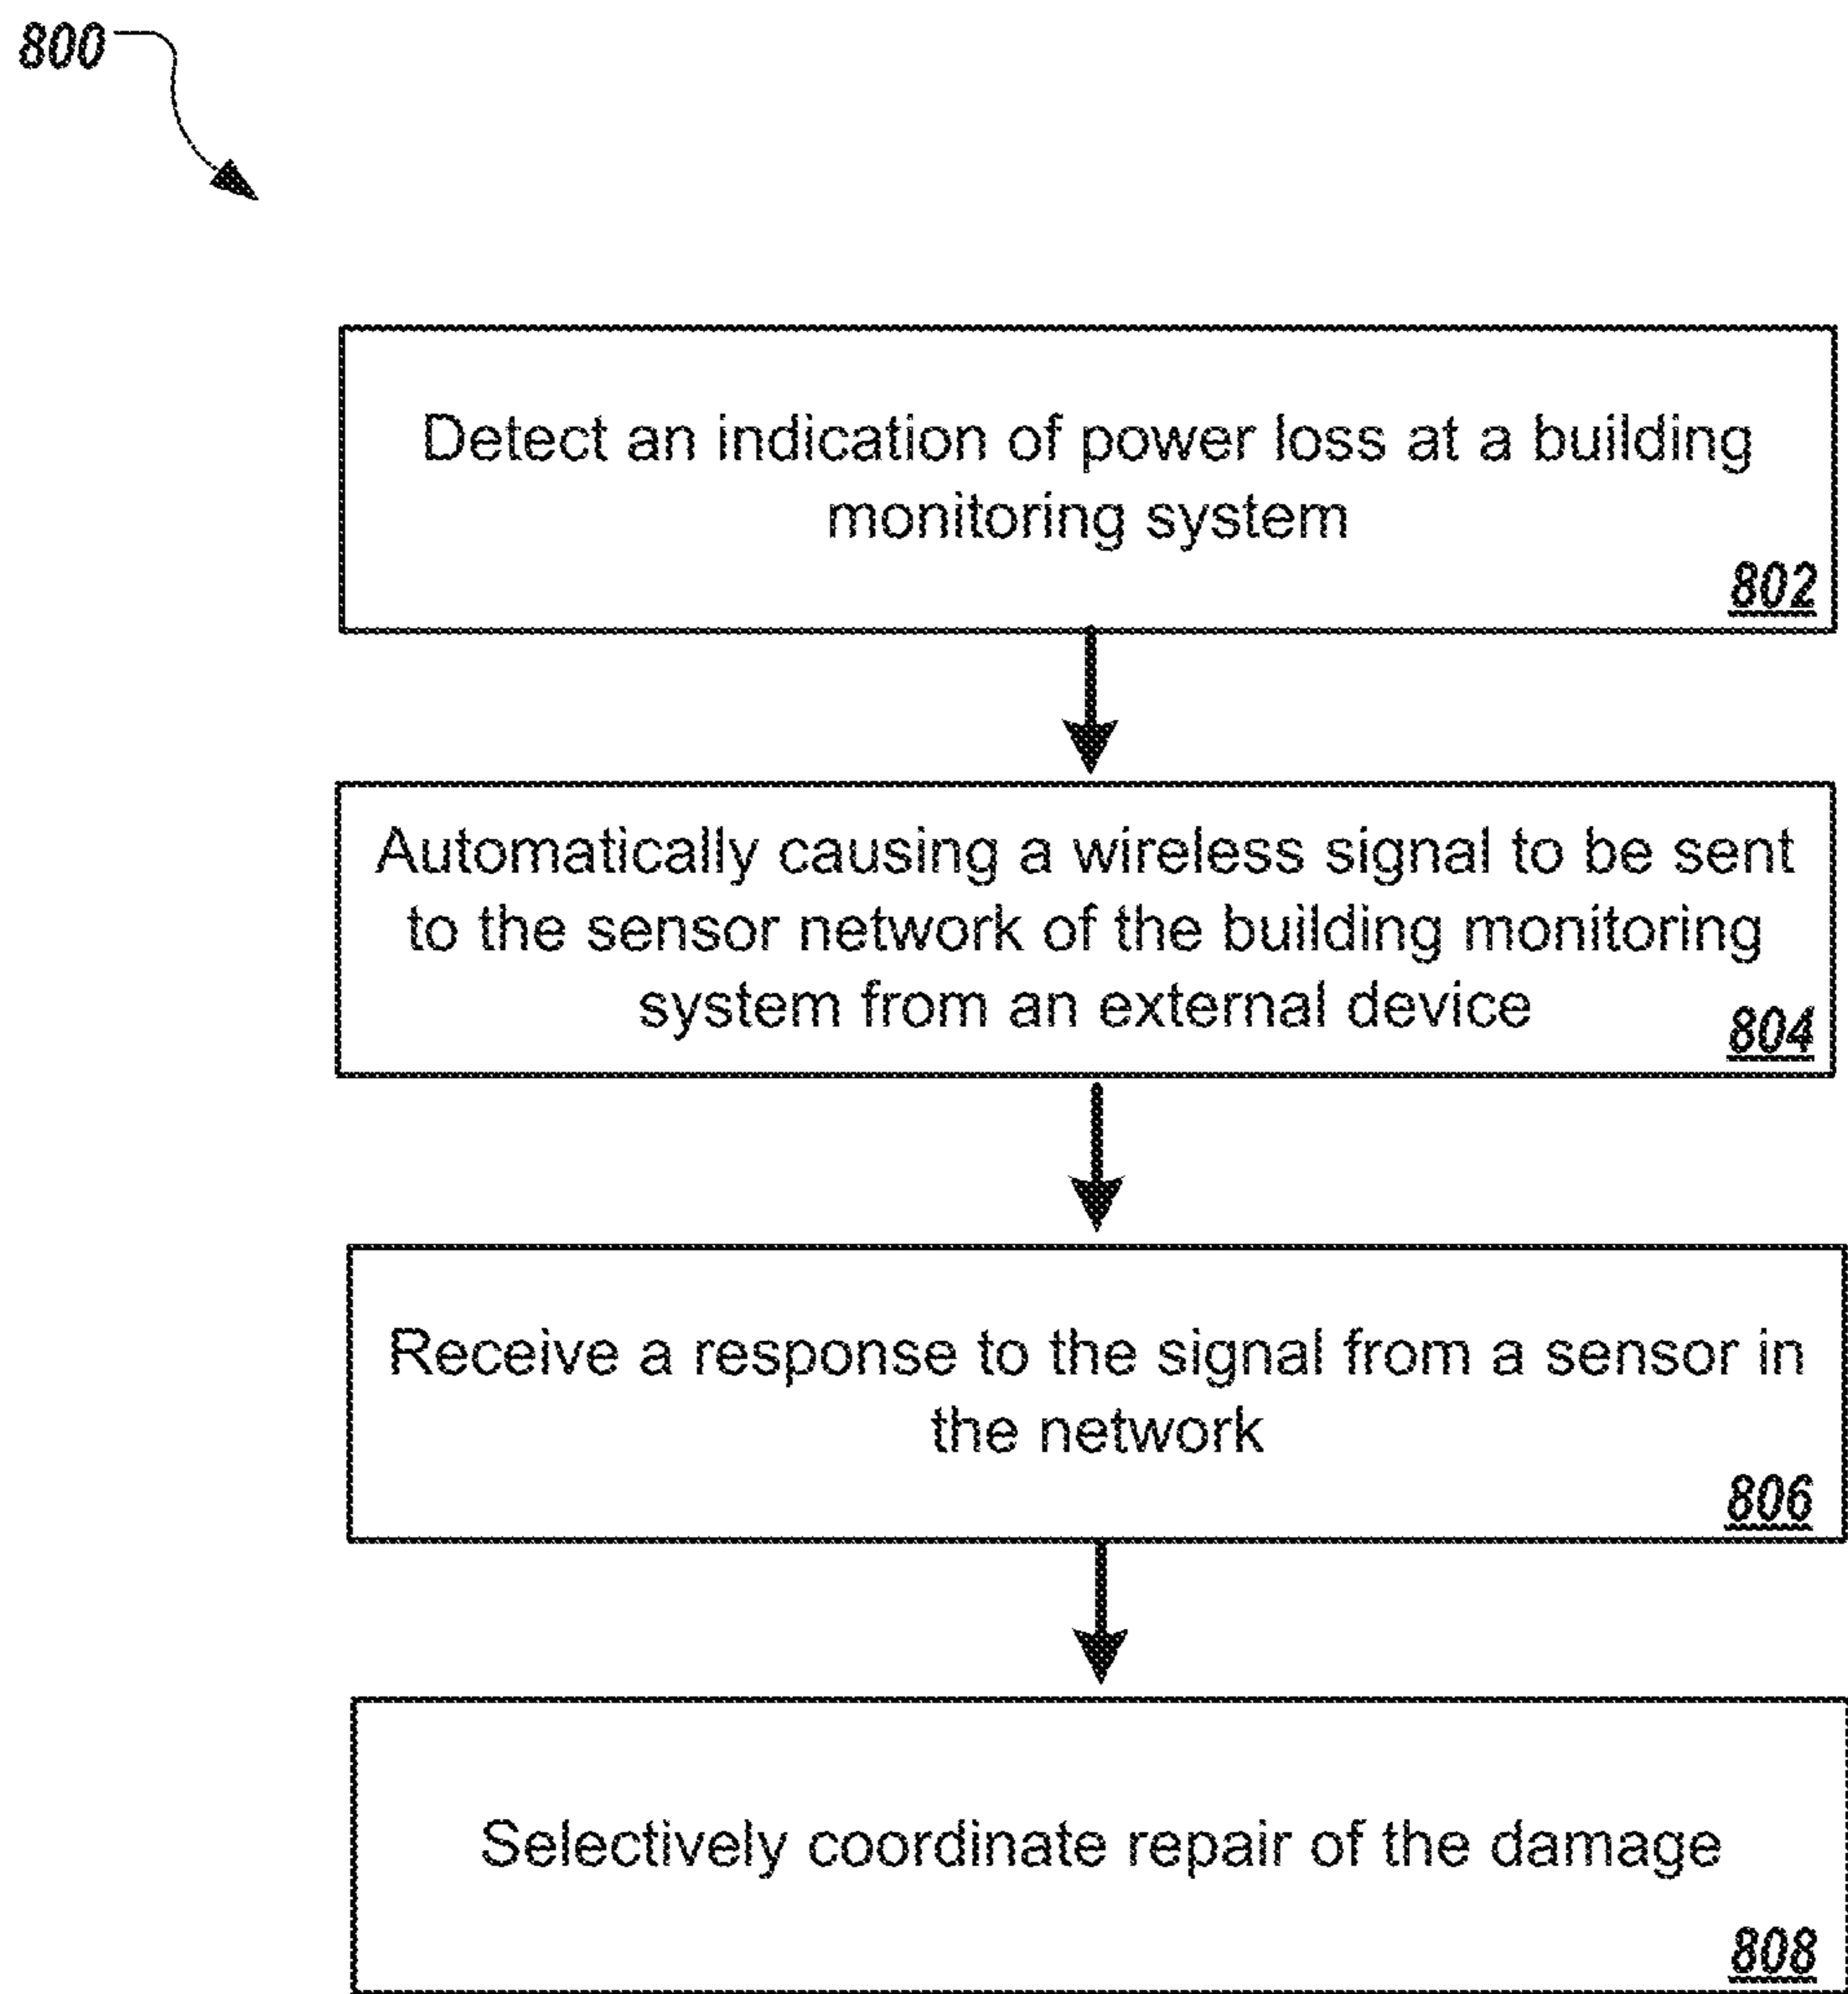 800
Detect an indication of power loss at a building
monitoring system
802
Automatically causing a wireless signal to be sent
to the sensor network of the building monitoring
system from an external device
804
Receive a response to the signal from a sensor in
the network
806
Selectively coordinate repair of the damage
808